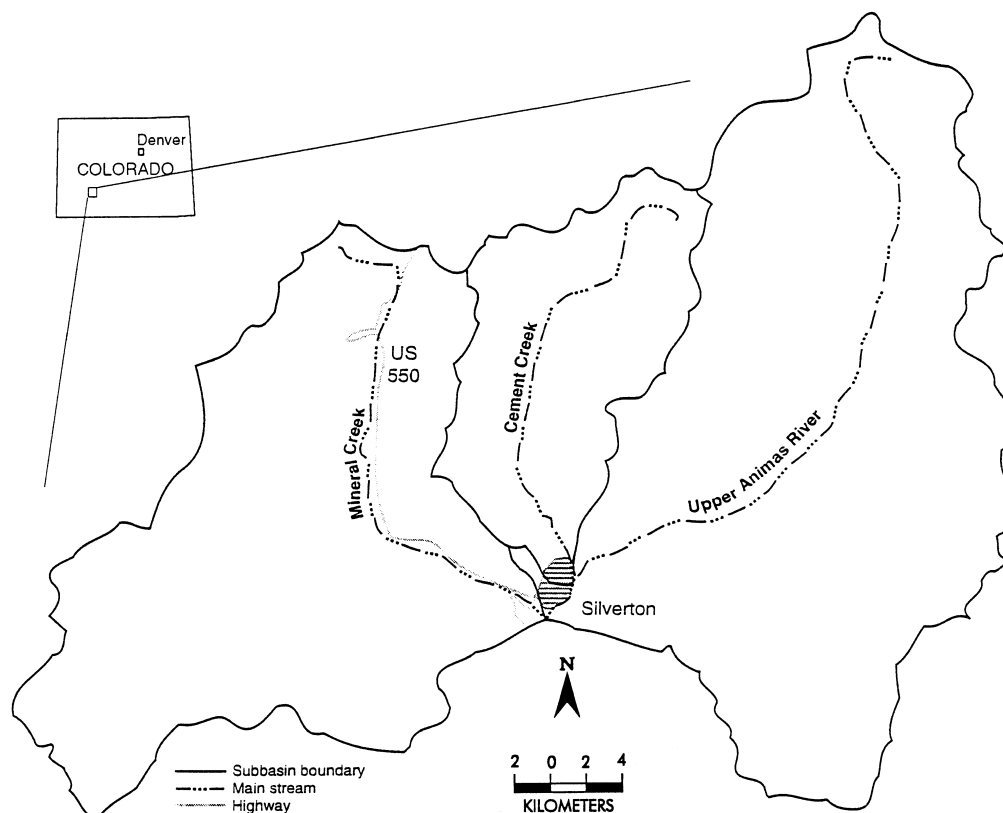 Denver
COLORADO
US
550
Mineral Creek
Cement Creek
Upper Animas River
Silverton
N
Subbasin boundary
Main stream
Highway
2 0 2 4
KILOMETERS